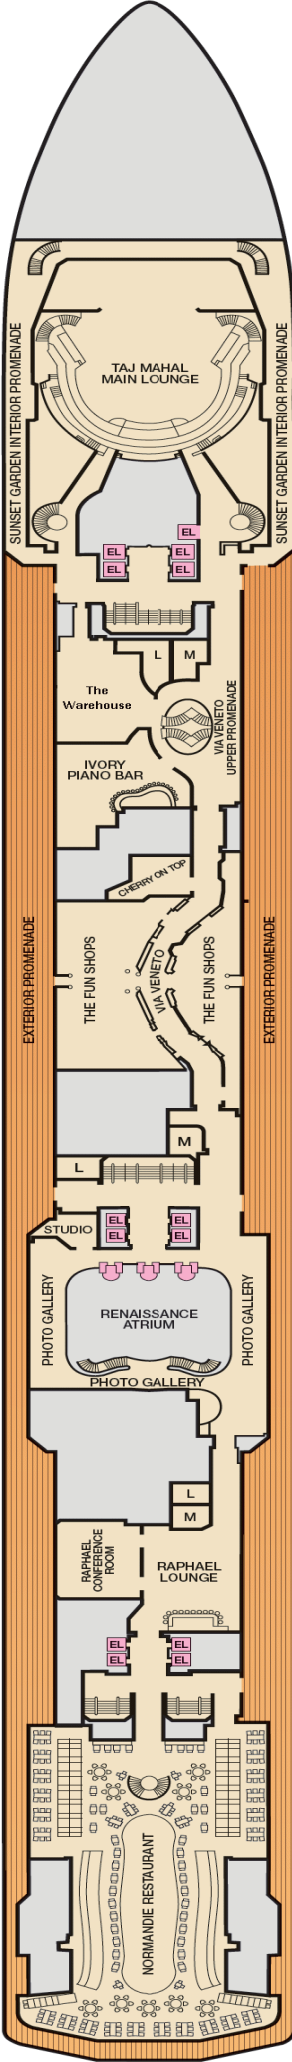 SUNSET GARDEN INTERIOR PROMENADE
TAJ MAHAL
MAIN LOUNGE
SUNSET GARDEN INTERIOR PROMENADE
EL
EL
EL
EL
EL
L
M
The
Warehouse
VIA VENETO
UPPER PROMENADE
IVORY
PIANO BAR
CHERRY ON TOP
EXTERIOR PROMENADE
THE FUN SHOPS
VIA VENETO
THE FUN SHOPS
EXTERIOR PROMENADE
M
L
EL
EL
EL
EL
STUDIO
PHOTO GALLERY
RENAISSANCE
ATRIUM
PHOTO GALLERY
PHOTO GALLERY
L
M
RAPHAEL
CONFERENCE
ROOM
RAPHAEL
LOUNGE
EL
EL
EL
EL
NORMANDIE RESTAURANT